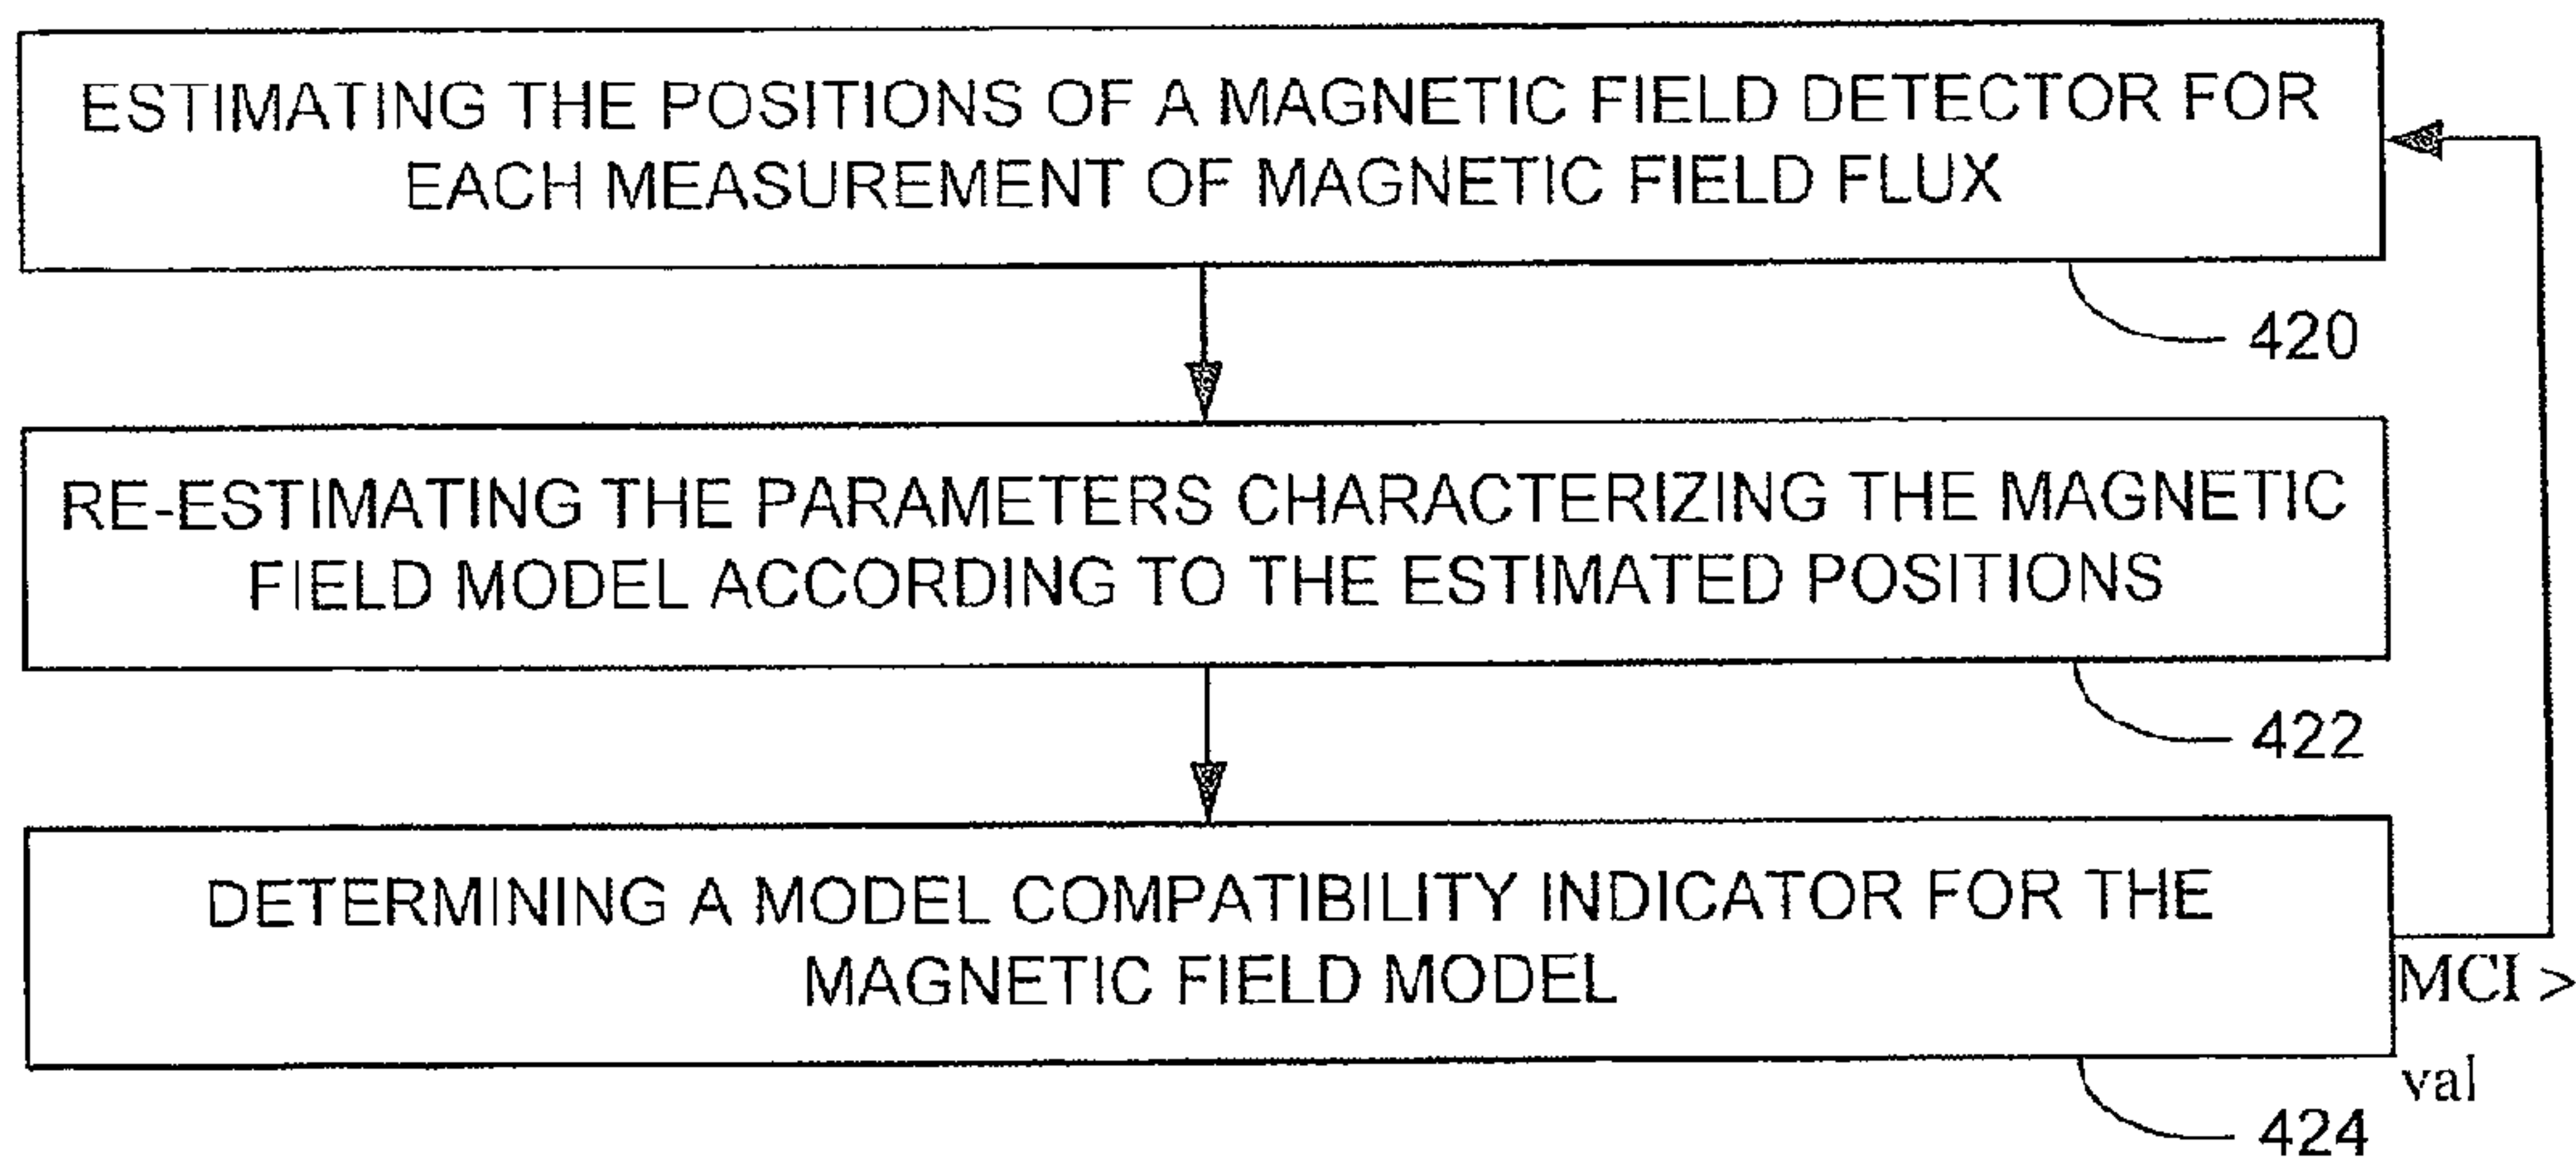 ESTIMATING THE POSITIONS OF A MAGNETIC FIELD DETECTOR FOR
EACH MEASUREMENT OF MAGNETIC FIELD FLUX
420
RE-ESTIMATING THE PARAMETERS CHARACTERIZING THE MAGNETIC
FIELD MODEL ACCORDING TO THE ESTIMATED POSITIONS
422
DETERMINING A MODEL COMPATIBILITY INDICATOR FOR THE
MAGNETIC FIELD MODEL
MCI >
val
424